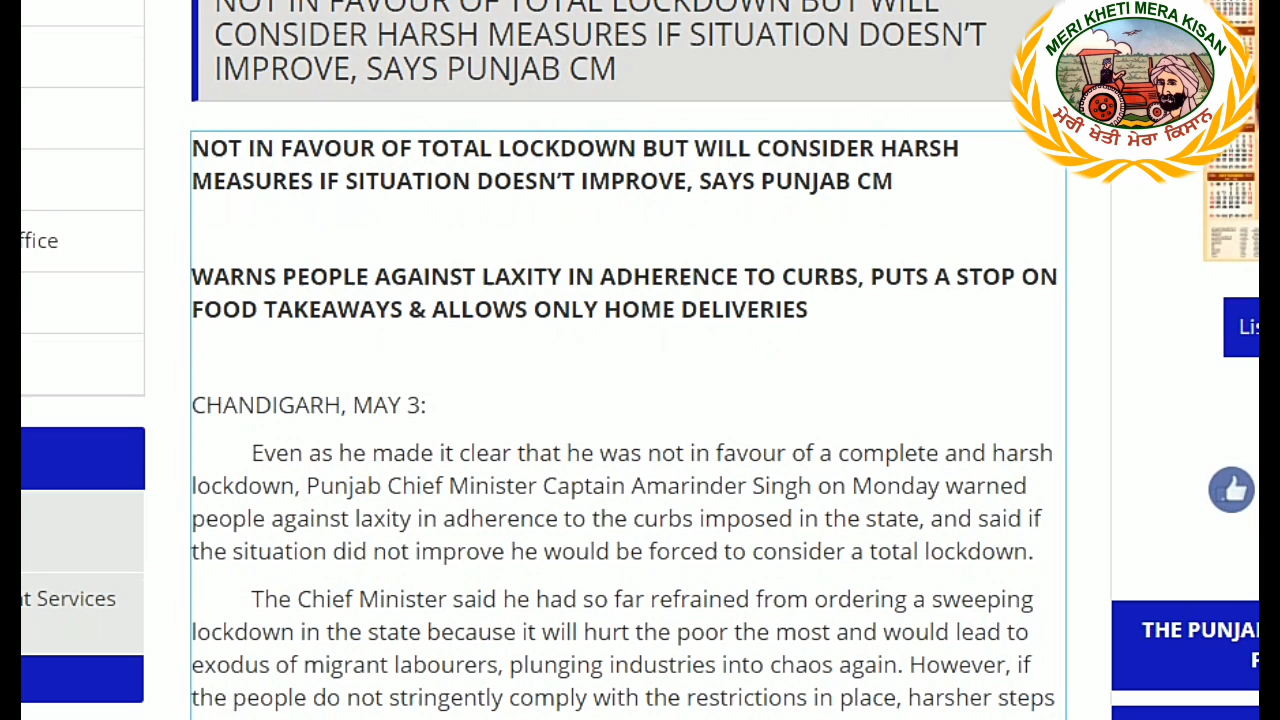 NOT IN FAVOUR OF TOTAL LOCKDOWN BUT WILL
CONSIDER HARSH MEASURES IF SITUATION DOESN’T
IMPROVE, SAYS PUNJAB CM
MERI KHETI MERA KISAN
ਮੇਰੀ ਖੇਤੀ ਮੇਰਾ ਕਿਸਾਨ
NOT IN FAVOUR OF TOTAL LOCKDOWN BUT WILL CONSIDER HARSH
MEASURES IF SITUATION DOESN’T IMPROVE, SAYS PUNJAB CM
WARNS PEOPLE AGAINST LAXITY IN ADHERENCE TO CURBS, PUTS A STOP ON
FOOD TAKEAWAYS & ALLOWS ONLY HOME DELIVERIES
CHANDIGARH, MAY 3:
Even as he made it clear that he was not in favour of a complete and harsh
lockdown, Punjab Chief Minister Captain Amarinder Singh on Monday warned
people against laxity in adherence to the curbs imposed in the state, and said if
the situation did not improve he would be forced to consider a total lockdown.
The Chief Minister said he had so far refrained from ordering a sweeping
lockdown in the state because it will hurt the poor the most and would lead to
exodus of migrant labourers, plunging industries into chaos again. However, if
the people do not stringently comply with the restrictions in place, harsher steps
ffice
t Services
Lis
THE PUNJA